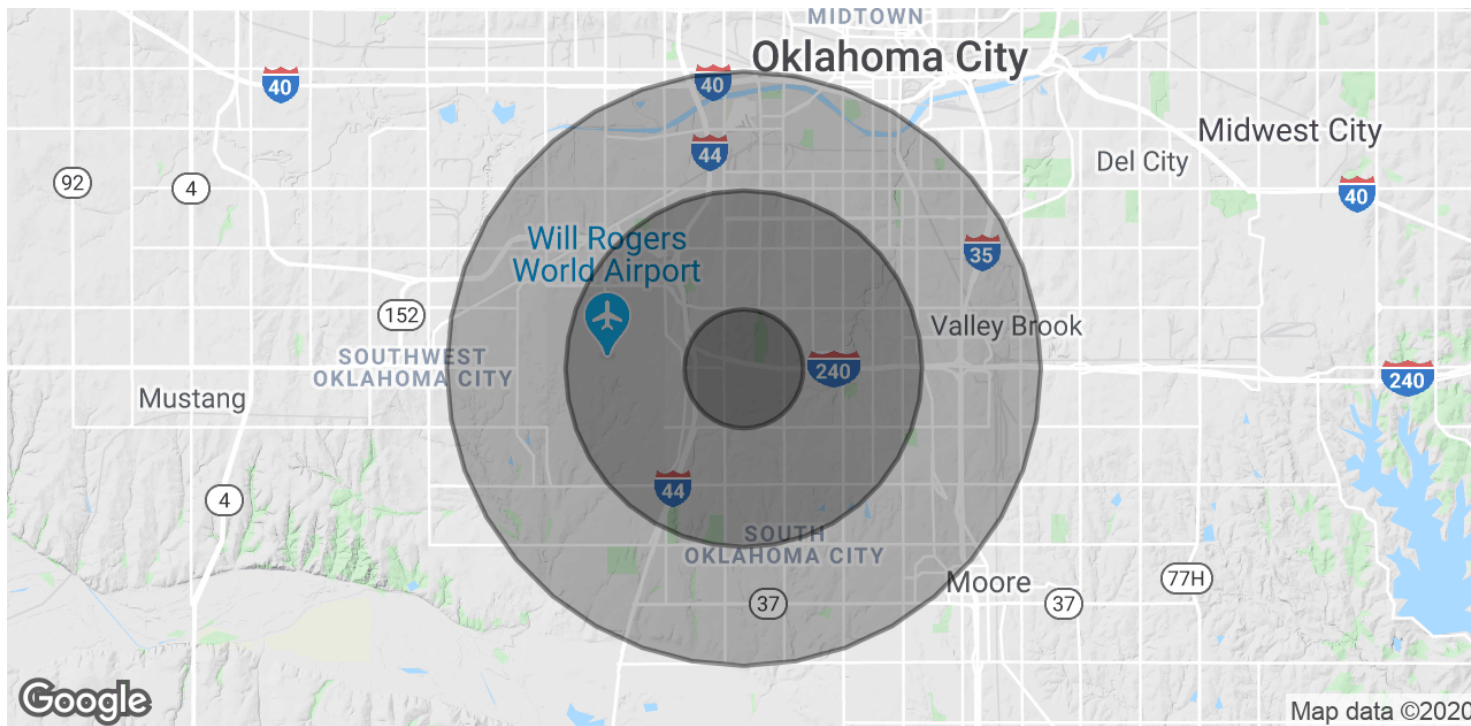 MIDTOWN
Oklahoma City
40
40
44
Midwest City
Del City
92
4
40
Will Rogers
World Airport
35
152
Valley Brook
SOUTHWEST
OKLAHOMA CITY
240
240
Mustang
4
44
SOUTH
OKLAHOMA CITY
Moore
77H
37
37
Google
Map data ©2020